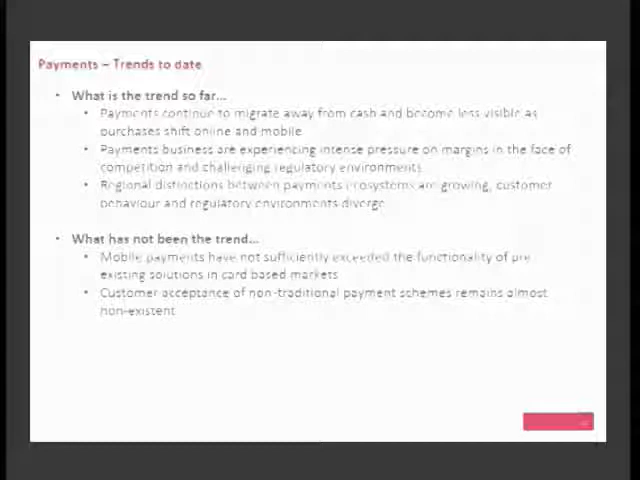 Payments – Trends to date
• What is the trend so far...
• Payments continue to migrate away from cash and become less visible as
purchases shift online and mobile
• Payments business are experiencing intense pressure on margins in the face of
competition and challenging regulatory environments
• Regional distinctions between payments ecosystems are growing, customer
behaviour and regulatory environments diverge
• What has not been the trend...
• Mobile payments have not sufficiently exceeded the functionality of pre
existing solutions in card based markets
• Customer acceptance of non-traditional payment schemes remains almost
non-existent